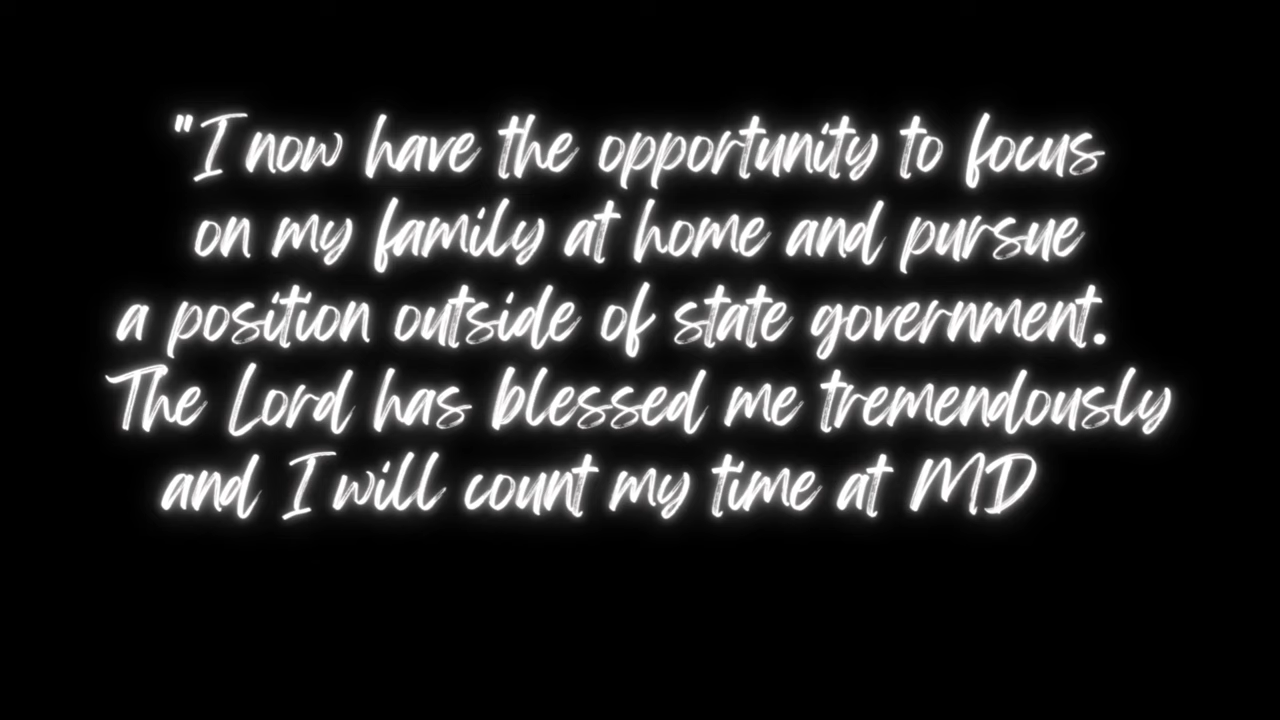 "I now have the opportunity to focus
on my family at home and pursue
a position outside of state government.
The Lord has blessed me tremendously
and I will count my time at MD